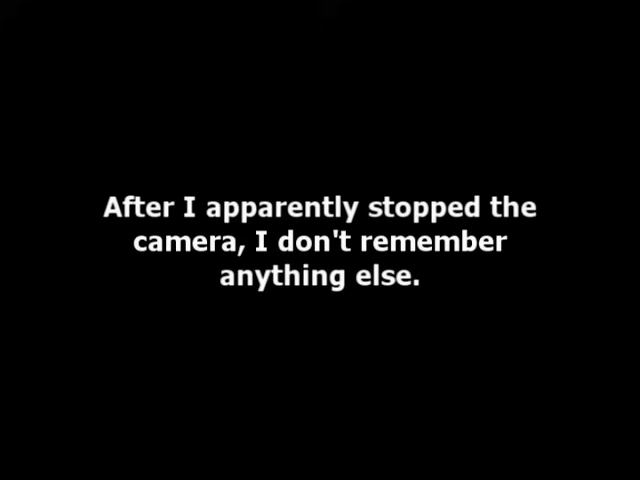 After I apparently stopped the
camera, I don't remember
anything else.